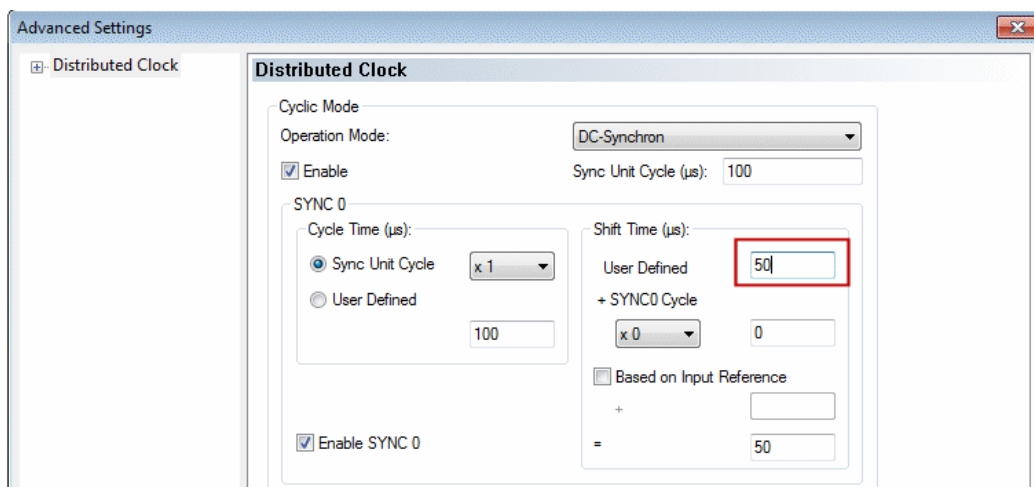 Advanced Settings
Distributed Clock
Distributed Clock
Cyclic Mode
Operation Mode: DC-Synchron
Enable Sync Unit Cycle (µs): 100
SYNC 0
Cycle Time (µs): Shift Time (µs):
Sync Unit Cycle x 1 User Defined 50
User Defined + SYNC0 Cycle
100 x 0 0
Based on Input Reference
+
Enable SYNC 0 = 50